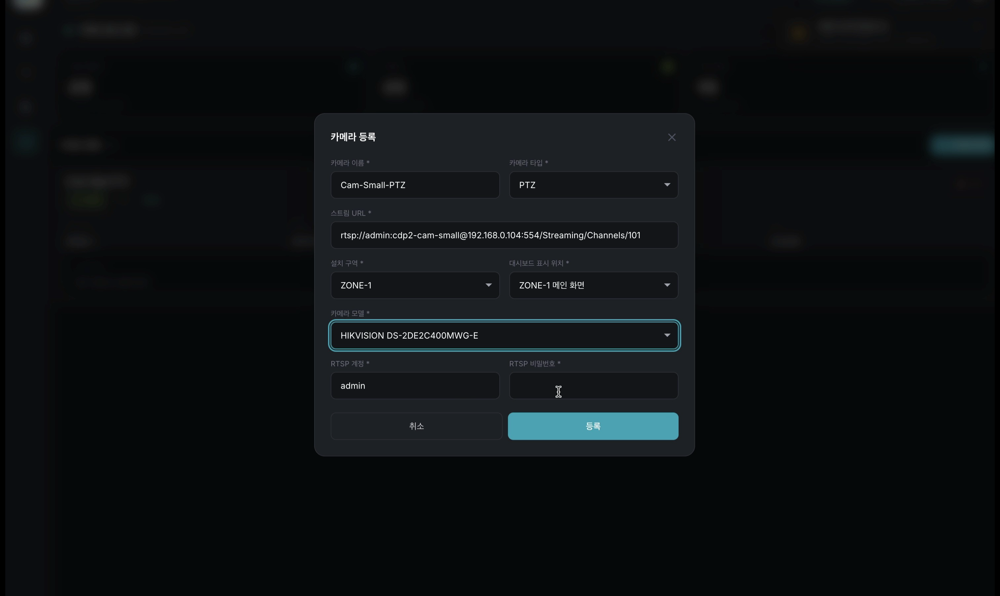 카메라 등록
카메라 이름 * 카메라 타입 *
Cam-Small-PTZ PTZ
스트림 URL *
rtsp://admin:cdp2-cam-small@192.168.0.104:554/Streaming/Channels/101
설치 구역 * 대시보드 표시 위치 *
ZONE-1 ZONE-1 메인 화면
카메라 모델 *
HIKVISION DS-2DE2C400MWG-E
RTSP 계정 * RTSP 비밀번호 *
admin
취소 등록